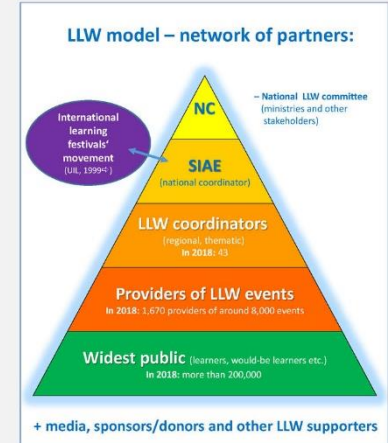 LLW model – network of partners:
NC
– National LLW committee
(ministries and other
stakeholders)
International
learning
festivals'
movement
(UIL, 1999<)
SIAE
(national coordinator)
LLW coordinators
(regional, thematic)
In 2018: 43
Providers of LLW events
In 2018: 1,670 providers of around 8,000 events
Widest public (learners, would-be learners etc.)
In 2018: more than 200,000
+ media, sponsors/donors and other LLW supporters